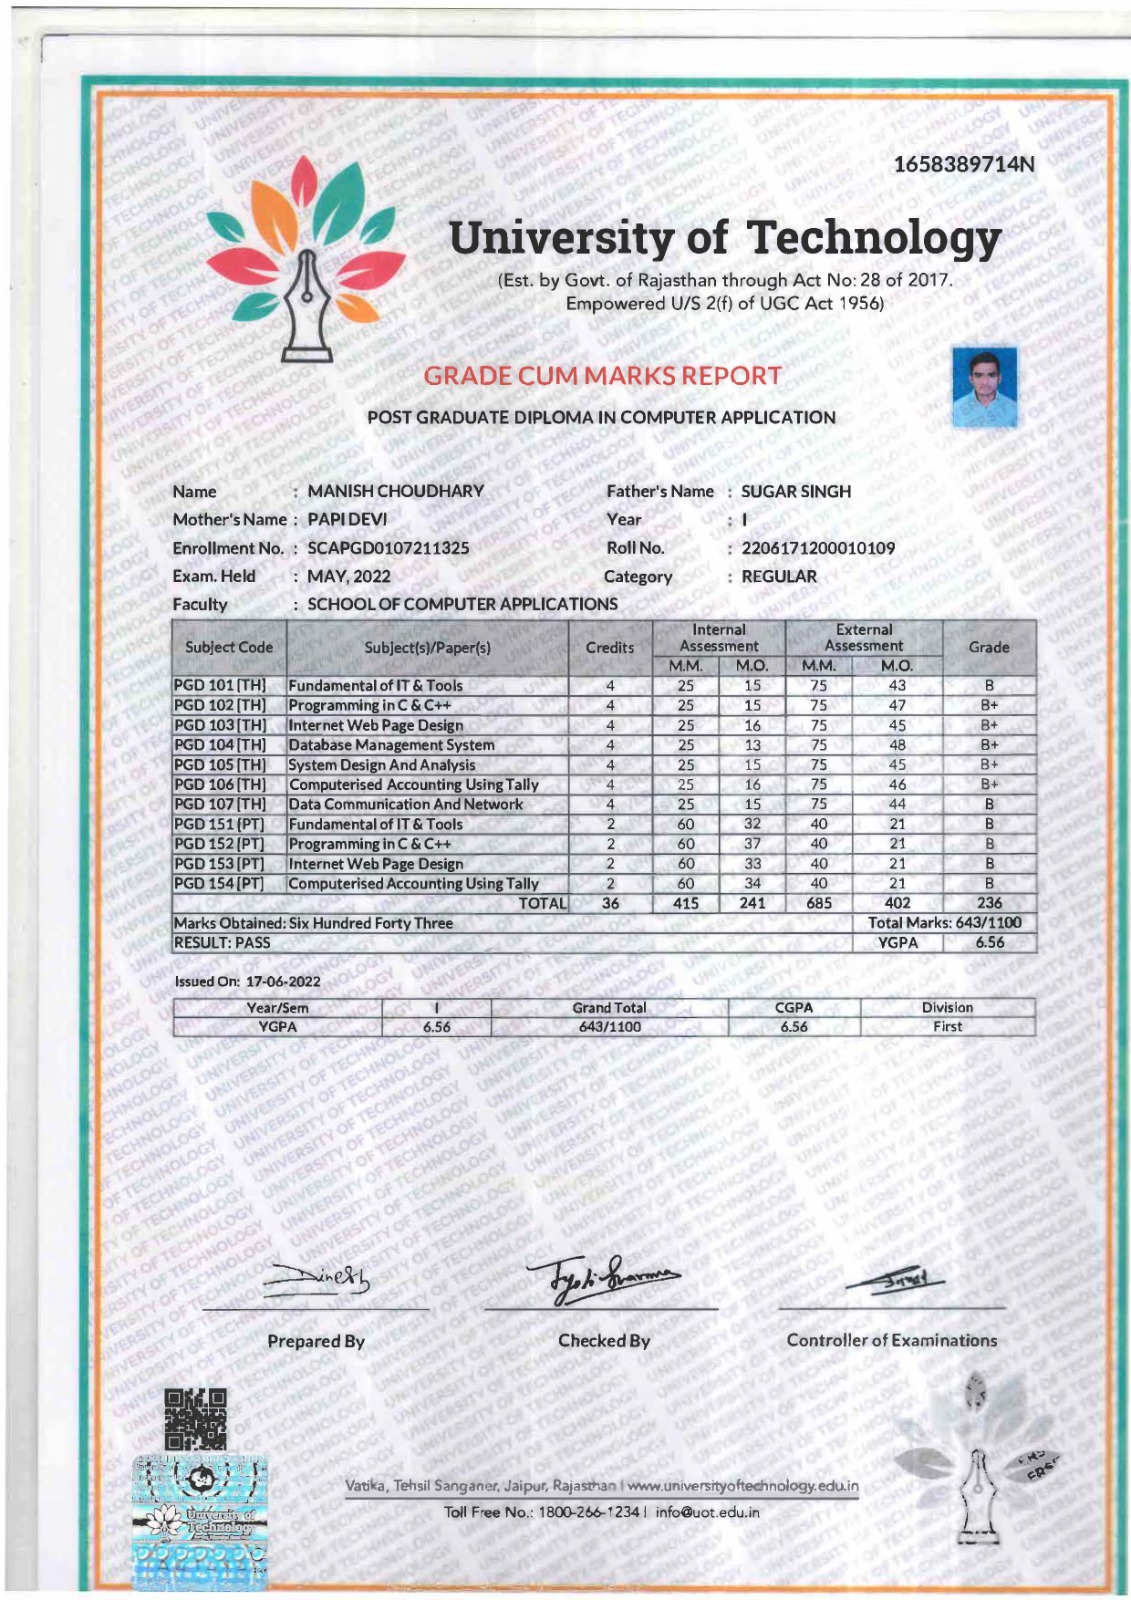 1658389714N
University of Technology
(Est. by Govt. of Rajasthan through Act No: 28 of 2017.
Empowered U/S 2(f) of UGC Act 1956)
GRADE CUM MARKS REPORT
POST GRADUATE DIPLOMA IN COMPUTER APPLICATION
Name : MANISH CHOUDHARY Father's Name : SUGAR SINGH
Mother's Name : PAPI DEVI Year : I
Enrollment No. : SCAPGD0107211325 Roll No. : 2206171200010109
Exam. Held : MAY, 2022 Category : REGULAR
Faculty : SCHOOL OF COMPUTER APPLICATIONS
Subject Code Subject(s)/Paper(s) Credits Internal Assessment External Assessment Grade
M.M. M.O. M.M. M.O.
PGD 101 [TH] Fundamental of IT & Tools 4 25 15 75 43 B
PGD 102 [TH] Programming in C & C++ 4 25 15 75 47 B+
PGD 103 [TH] Internet Web Page Design 4 25 16 75 45 B+
PGD 104 [TH] Database Management System 4 25 13 75 48 B+
PGD 105 [TH] System Design And Analysis 4 25 15 75 45 B+
PGD 106 [TH] Computerised Accounting Using Tally 4 25 16 75 46 B+
PGD 107 [TH] Data Communication And Network 4 25 15 75 44 B
PGD 151 [PT] Fundamental of IT & Tools 2 60 32 40 21 B
PGD 152 [PT] Programming in C & C++ 2 60 37 40 21 B
PGD 153 [PT] Internet Web Page Design 2 60 33 40 21 B
PGD 154 [PT] Computerised Accounting Using Tally 2 60 34 40 21 B
TOTAL 36 415 241 685 402 236
Marks Obtained: Six Hundred Forty Three Total Marks: 643/1100
RESULT: PASS YGPA 6.56
Issued On: 17-06-2022
Year/Sem I Grand Total CGPA Division
YGPA 6.56 643/1100 6.56 First
Dinesh Jyoti Sharma
Prepared By Checked By Controller of Examinations
University of
Technology
Vatika, Tehsil Sanganer, Jaipur, Rajasthan | www.universityoftechnology.edu.in
Toll Free No.: 1800-266-1234 | info@uot.edu.in